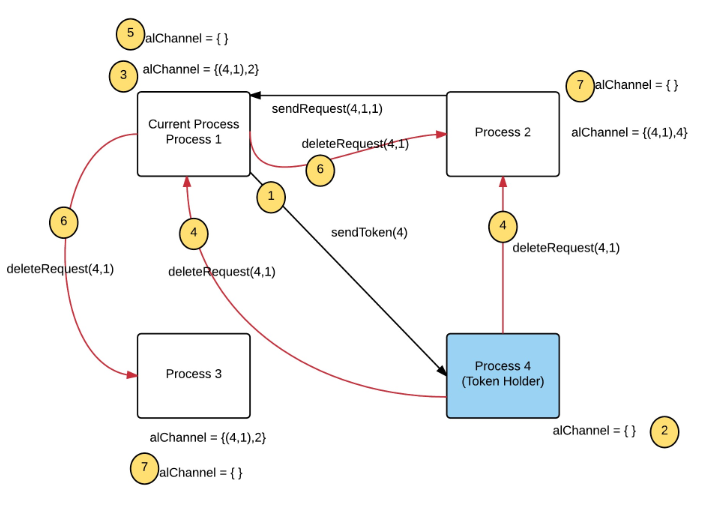 5
alChannel = { }
3
alChannel = {(4,1),2}
7
alChannel = { }
sendRequest(4,1,1)
Current Process
Process 1
Process 2
alChannel = {(4,1),4}
deleteRequest(4,1)
6
1
6
4
sendToken(4)
4
deleteRequest(4,1)
deleteRequest(4,1)
deleteRequest(4,1)
Process 3
Process 4
(Token Holder)
alChannel = {(4,1),2}
alChannel = { }
2
7
alChannel = { }